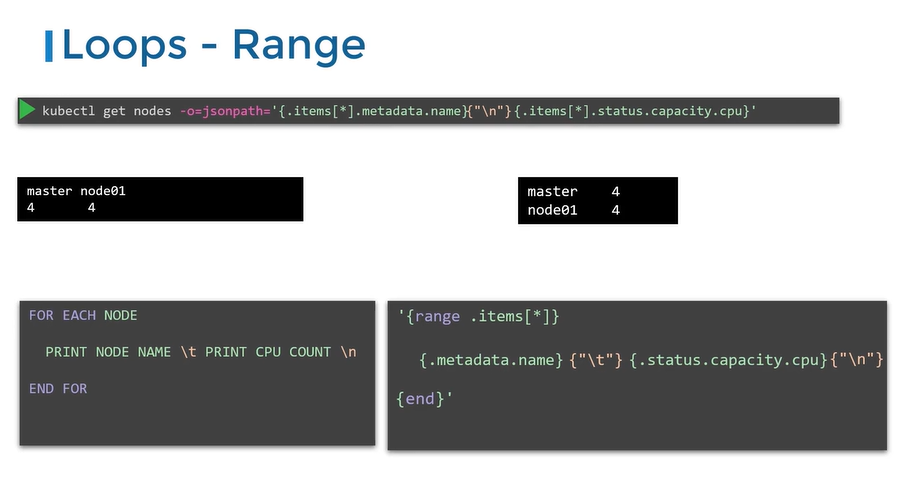 Loops - Range
kubectl get nodes -o=jsonpath='{.items[*].metadata.name}{"\n"}{.items[*].status.capacity.cpu}'
master node01
4 4
master 4
node01 4
FOR EACH NODE
PRINT NODE NAME \t PRINT CPU COUNT \n
END FOR
'{range .items[*]}
{.metadata.name} {"\t"} {.status.capacity.cpu}{"\n"}
{end}'